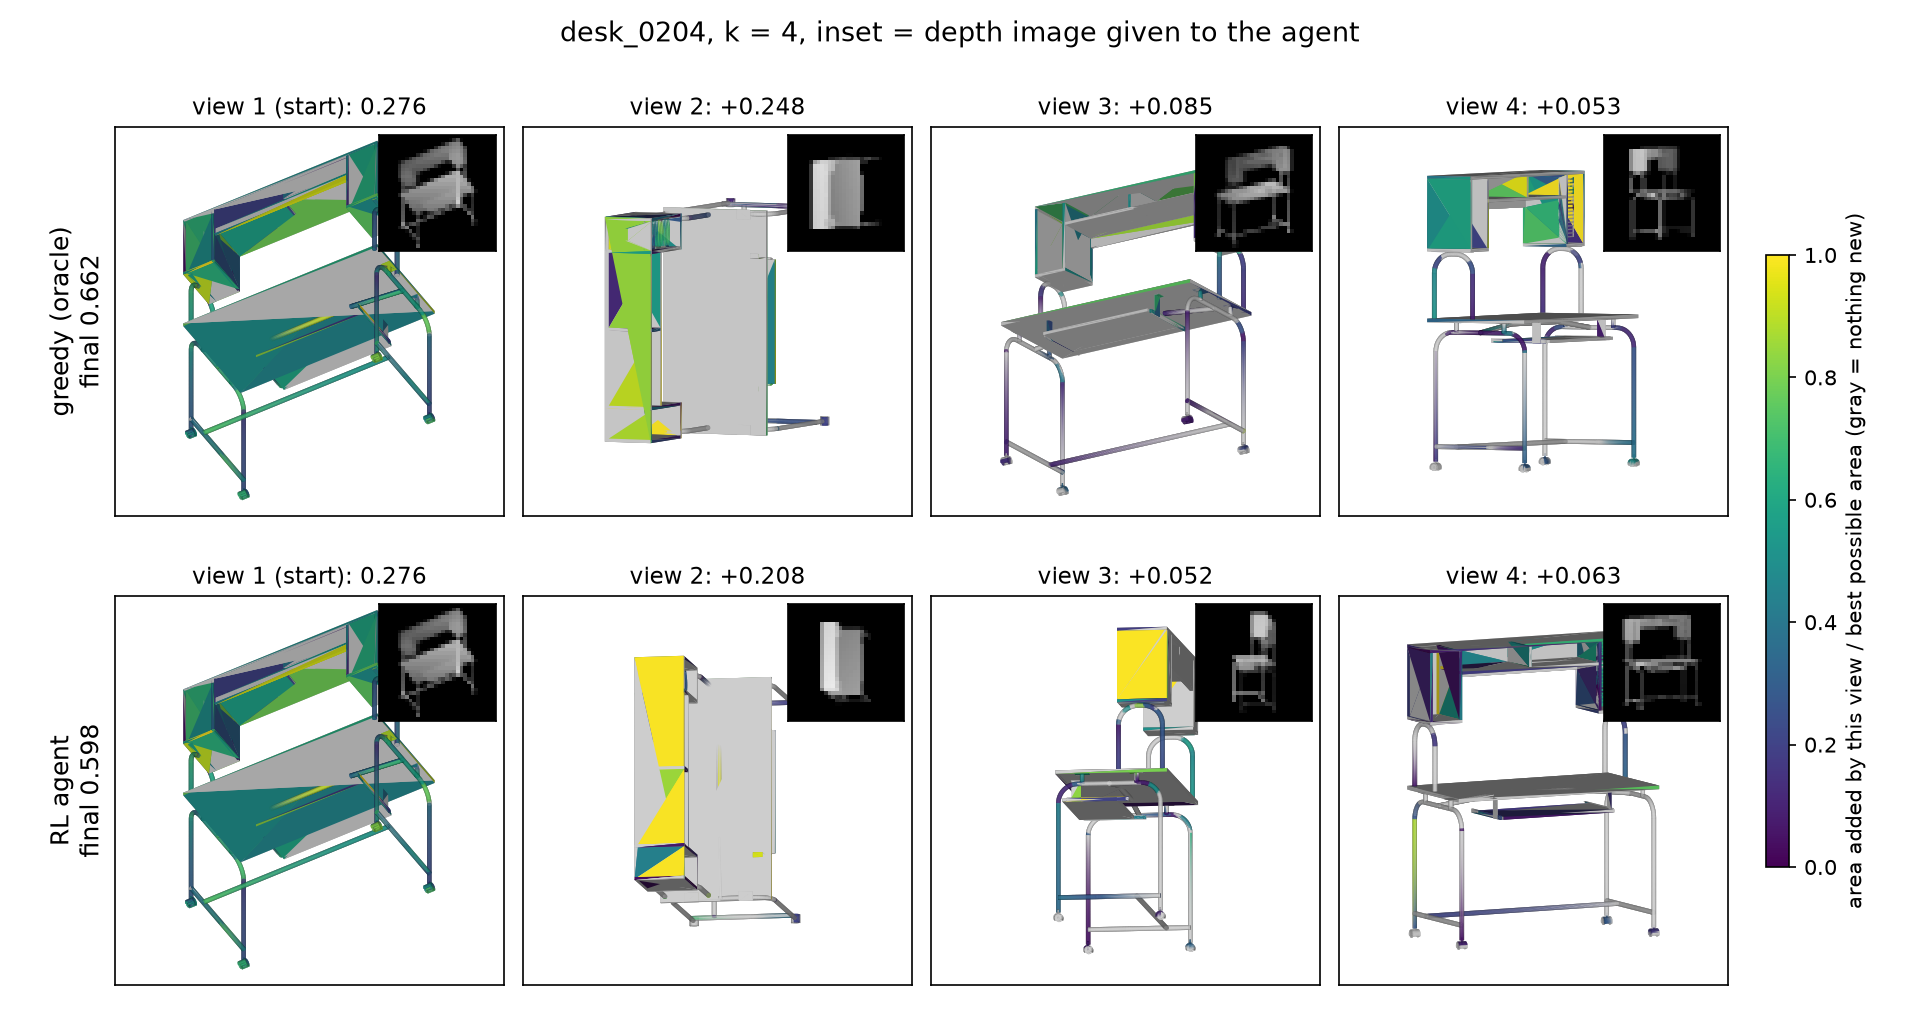 desk_0204, k = 4, inset = depth image given to the agent
view 1 (start): 0.276
view 2: +0.248
view 3: +0.085
view 4: +0.053
greedy (oracle)
final 0.662
view 1 (start): 0.276
view 2: +0.208
view 3: +0.052
view 4: +0.063
RL agent
final 0.598
1.0
0.8
0.6
0.4
0.2
0.0
area added by this view / best possible area (gray = nothing new)